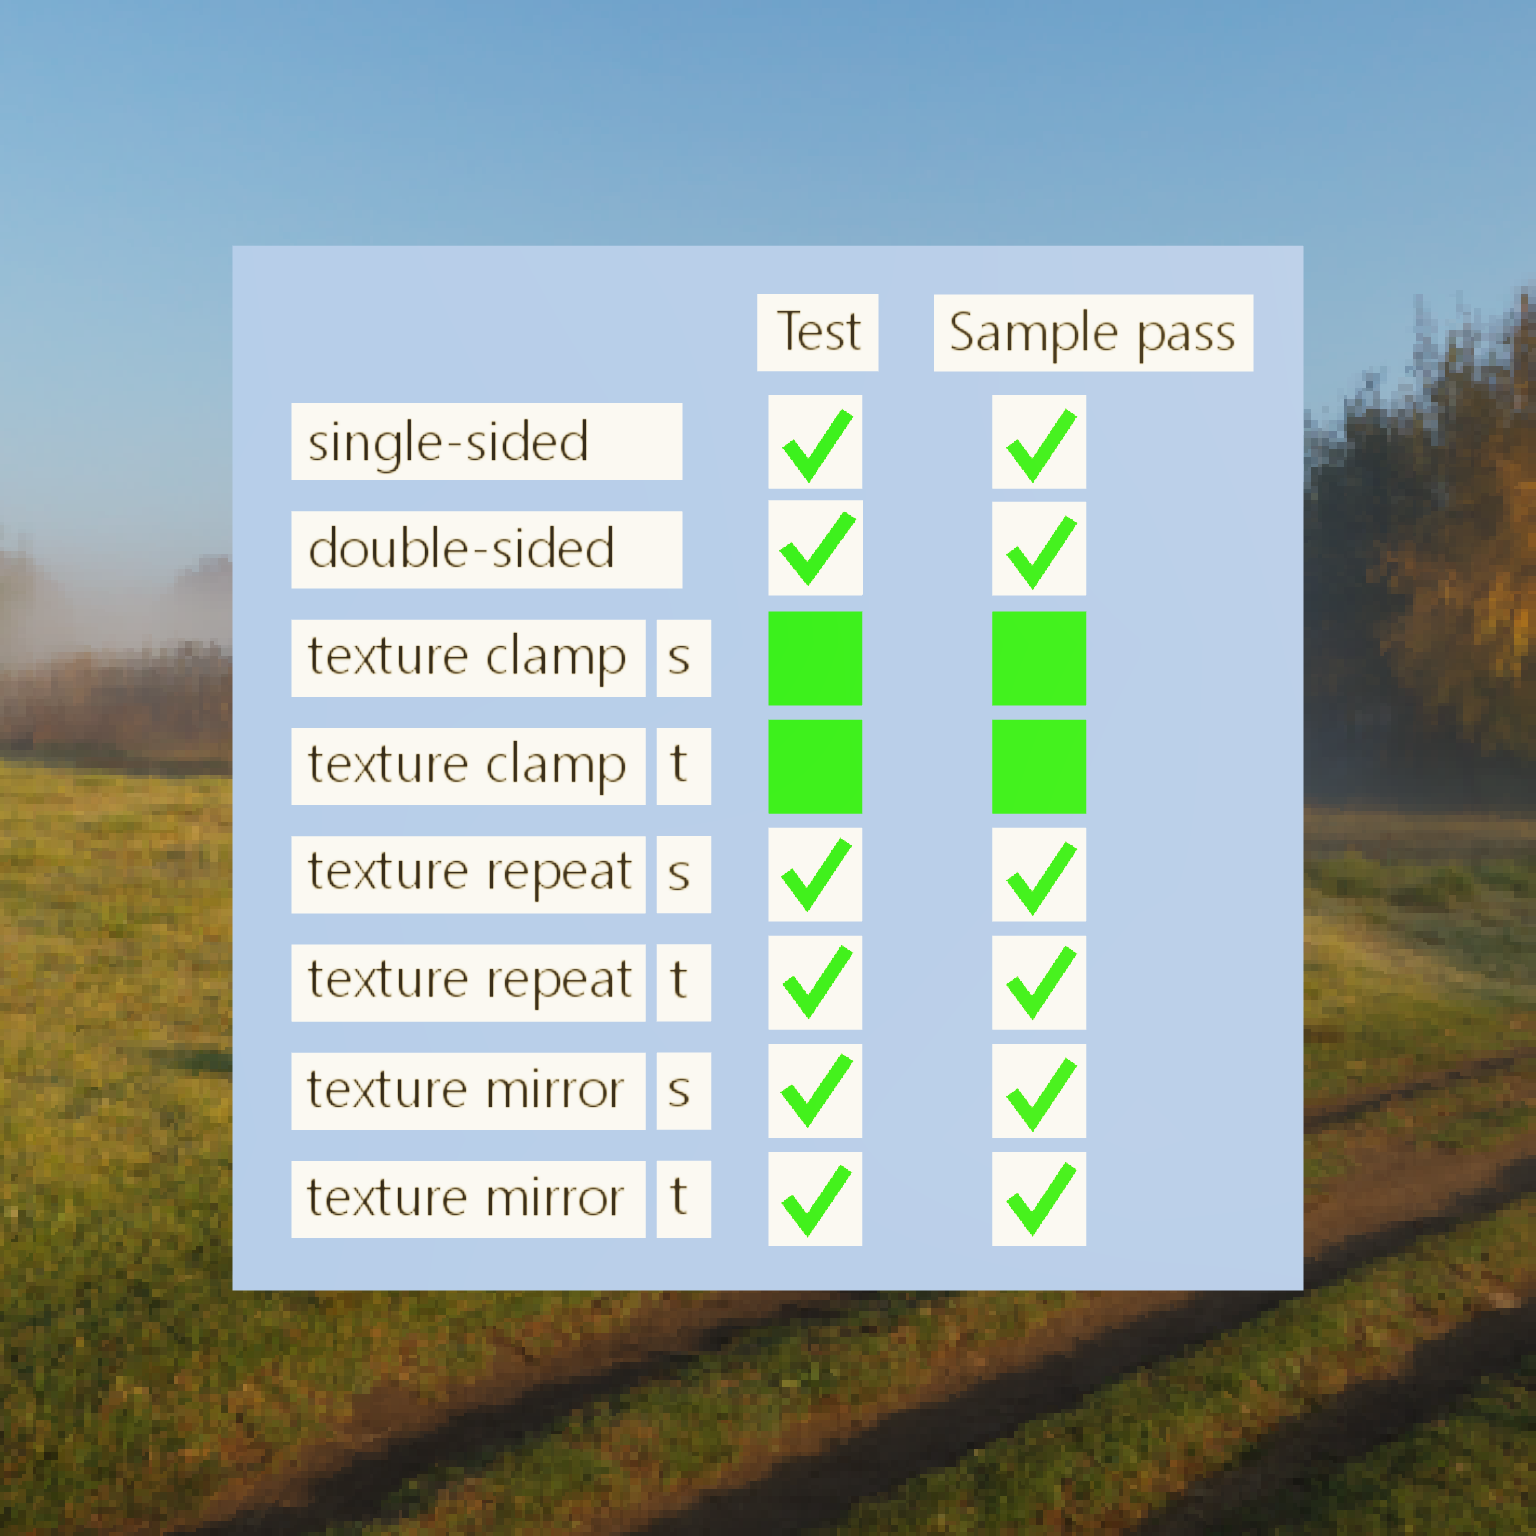 Test Sample pass
single-sided
double-sided
texture clamp s
texture clamp t
texture repeat s
texture repeat t
texture mirror s
texture mirror t